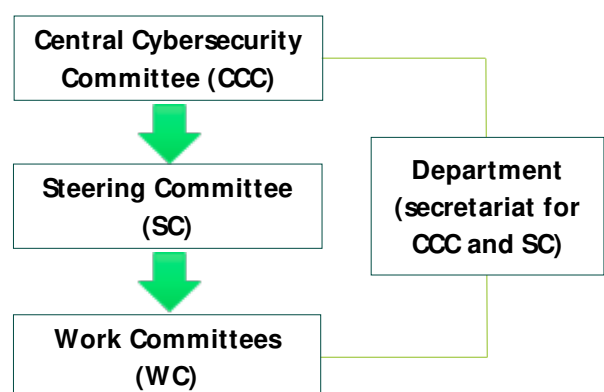 Central Cybersecurity
Committee (CCC)
Steering Committee
(SC)
Department
(secretariat for
CCC and SC)
Work Committees
(WC)